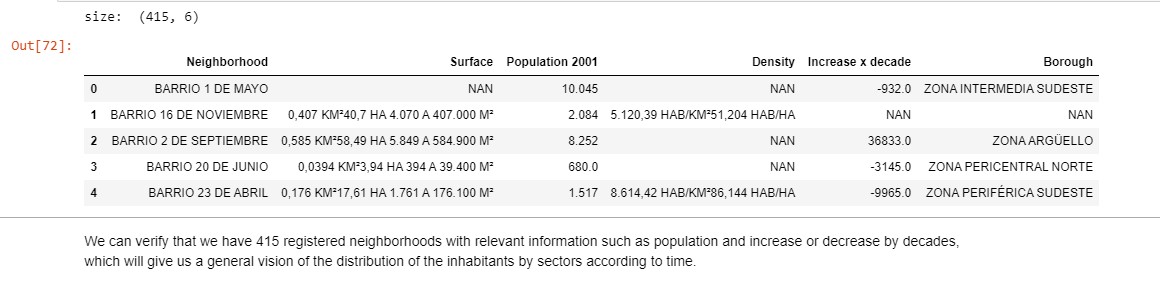 size: (415, 6)
Out[72]:
Neighborhood Surface Population 2001 Density Increase x decade Borough
0 BARRIO 1 DE MAYO NAN 10.045 NAN -932.0 ZONA INTERMEDIA SUDESTE
1 BARRIO 16 DE NOVIEMBRE 0,407 KM²40,7 HA 4.070 A 407.000 M² 2.084 5.120,39 HAB/KM²51,204 HAB/HA NAN NAN
2 BARRIO 2 DE SEPTIEMBRE 0,585 KM²58,49 HA 5.849 A 584.900 M² 8.252 NAN 36833.0 ZONA ARGÜELLO
3 BARRIO 20 DE JUNIO 0,0394 KM²3,94 HA 394 A 39.400 M² 680.0 NAN -3145.0 ZONA PERICENTRAL NORTE
4 BARRIO 23 DE ABRIL 0,176 KM²17,61 HA 1.761 A 176.100 M² 1.517 8.614,42 HAB/KM²86,144 HAB/HA -9965.0 ZONA PERIFÉRICA SUDESTE
We can verify that we have 415 registered neighborhoods with relevant information such as population and increase or decrease by decades,
which will give us a general vision of the distribution of the inhabitants by sectors according to time.